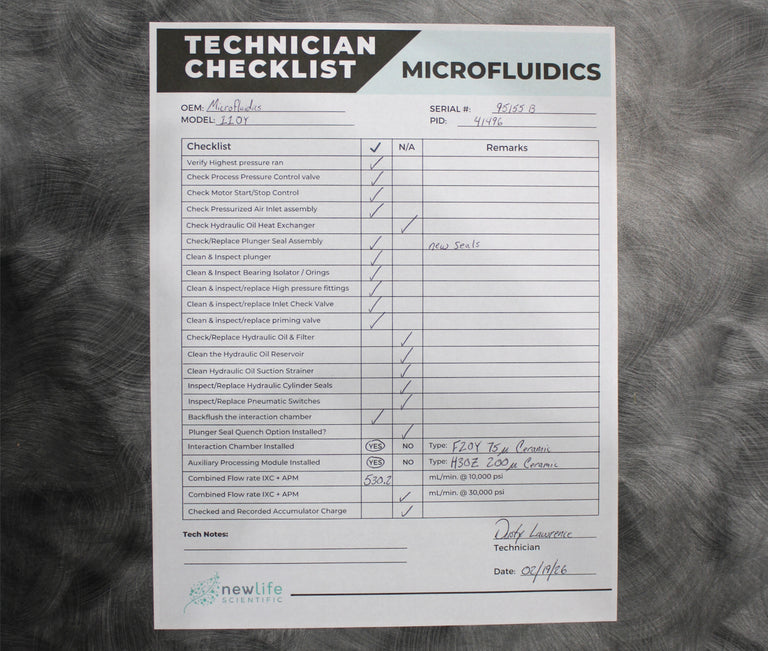 TECHNICIAN
CHECKLIST
MICROFLUIDICS
OEM: Microfluidics
SERIAL #: 95155 B
MODEL: 110Y
PID: 41496
Checklist ✓ N/A Remarks
Verify Highest pressure ran ✓
Check Process Pressure Control valve ✓
Check Motor Start/Stop Control ✓
Check Pressurized Air Inlet assembly ✓
Check Hydraulic Oil Heat Exchanger ✓
Check/Replace Plunger Seal Assembly ✓ new seals
Clean & Inspect plunger ✓
Clean & Inspect Bearing Isolator / Orings ✓
Clean & inspect/replace High pressure fittings ✓
Clean & inspect/replace Inlet Check Valve ✓
Clean & inspect/replace priming valve ✓
Check/Replace Hydraulic Oil & Filter ✓
Clean the Hydraulic Oil Reservoir ✓
Clean Hydraulic Oil Suction Strainer ✓
Inspect/Replace Hydraulic Cylinder Seals ✓
Inspect/Replace Pneumatic Switches ✓
Backflush the interaction chamber ✓
Plunger Seal Quench Option Installed? ✓
Interaction Chamber Installed YES NO Type: F20Y 75 µ Ceramic
Auxiliary Processing Module Installed YES NO Type: H30Z 200 µ Ceramic
Combined Flow rate IXC + APM 530.2 mL/min. @ 10,000 psi
Combined Flow rate IXC + APM ✓ mL/min. @ 30,000 psi
Checked and Recorded Accumulator Charge ✓
Tech Notes:
Lawrence
Technician
Date: 02/19/26
newlife
SCIENTIFIC